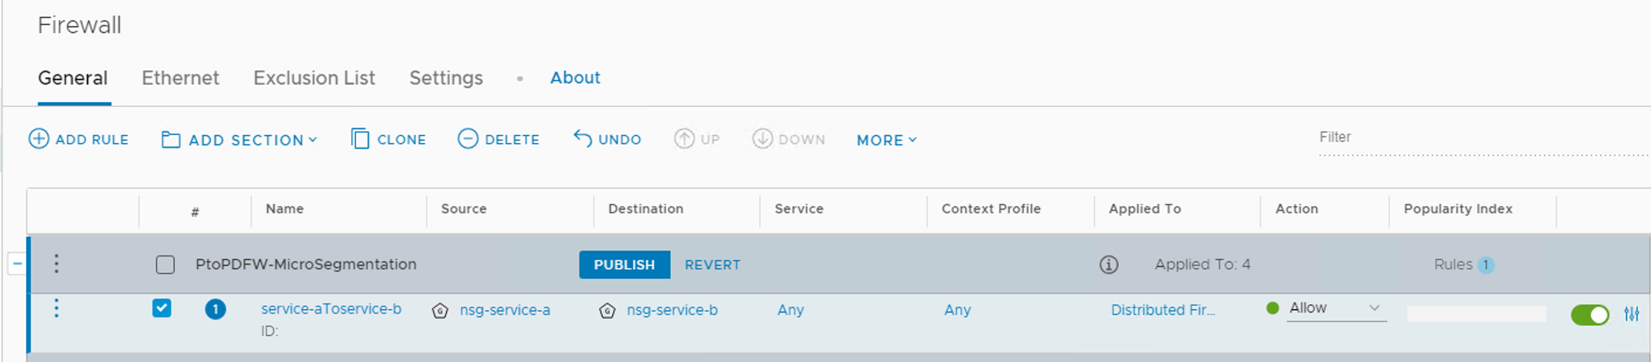 Firewall
General Ethernet Exclusion List Settings • About
ADD RULE ADD SECTION CLONE DELETE UNDO UP DOWN MORE Filter
# Name Source Destination Service Context Profile Applied To Action Popularity Index
PtoPDFW-MicroSegmentation PUBLISH REVERT Applied To: 4 Rules 1
1 service-aToservice-b nsg-service-a nsg-service-b Any Any Distributed Fir... Allow
ID: